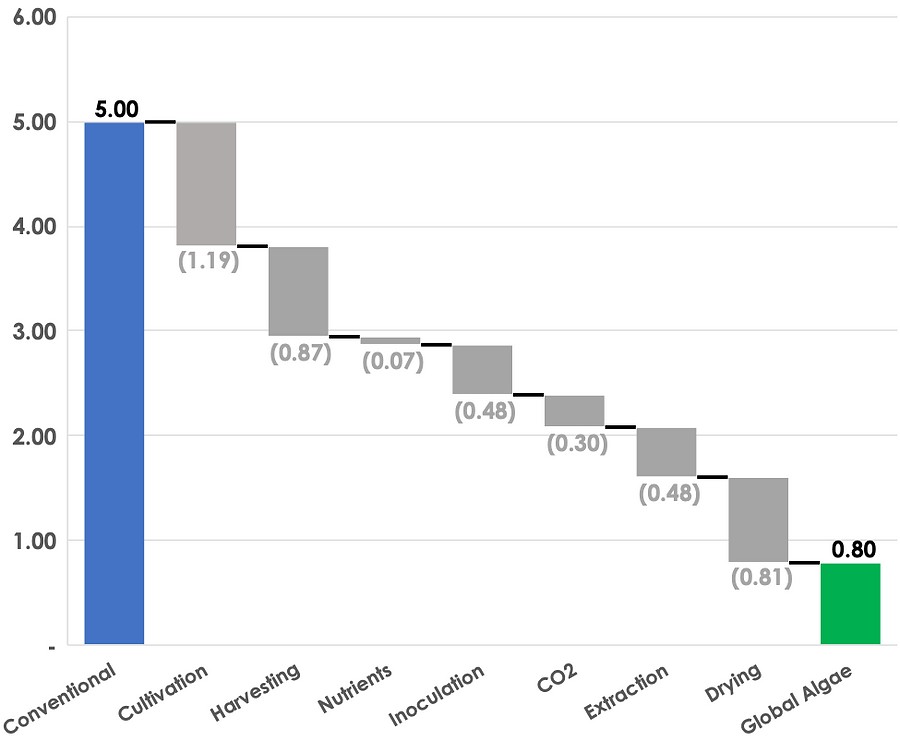 6.00
5.00
4.00
3.00
2.00
1.00
-
5.00
(1.19)
(0.87)
(0.07)
(0.48)
(0.30)
(0.48)
(0.81)
0.80
Conventional
Cultivation
Harvesting
Nutrients
Inoculation
CO2
Extraction
Drying
Global Algae